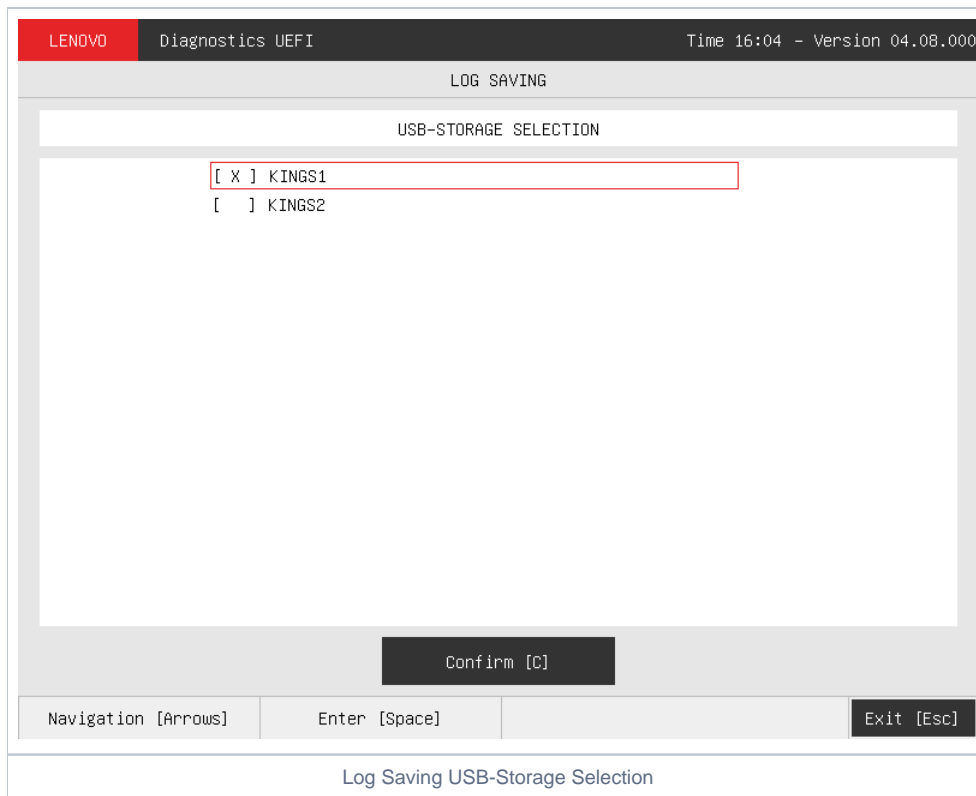 LENOVO Diagnostics UEFI Time 16:04 - Version 04.08.000
LOG SAVING
USB-STORAGE SELECTION
[ X ] KINGS1
[   ] KINGS2
Confirm [C]
Navigation [Arrows] Enter [Space] Exit [Esc]
Log Saving USB-Storage Selection